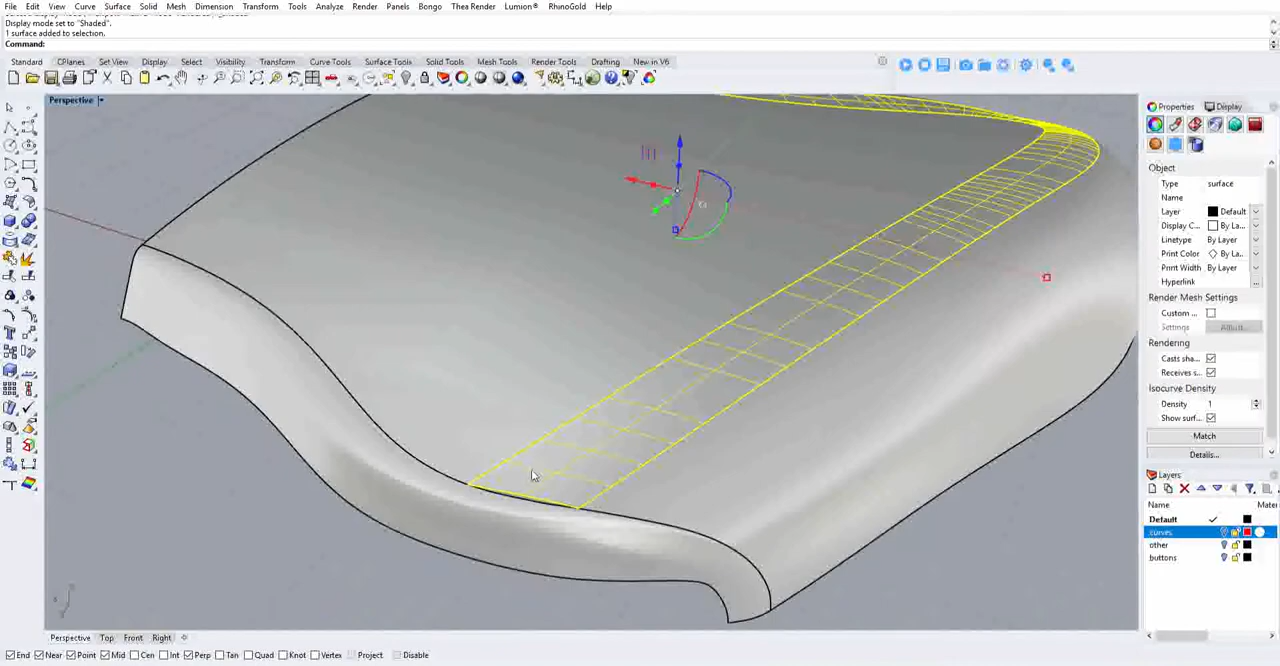 File Edit View Curve Surface Solid Mesh Dimension Transform Tools Analyze Render Panels Bongo Thea Render Lumion® RhinoGold Help
Display mode set to "Shaded".
1 surface added to selection.
Command:
Standard CPlanes Set View Display Select Viewport Layout Visibility Transform Curve Tools Surface Tools Solid Tools Mesh Tools Render Tools Drafting New in V6
Perspective
Properties Display
Object
Type surface
Name
Layer Default
Display C... By La...
Linetype By Layer
Print Color By La...
Print Width By Layer
Hyperlink ...
Render Mesh Settings
Custom ...
Settings Adjust...
Rendering
Casts sha...
Receives s...
Isocurve Density
Density 1
Show surf...
Match
Details...
Layers
Name Mater
Default
curves
other
buttons
Perspective Top Front Right
End Near Point Mid Cen Int Perp Tan Quad Knot Vertex Project Disable